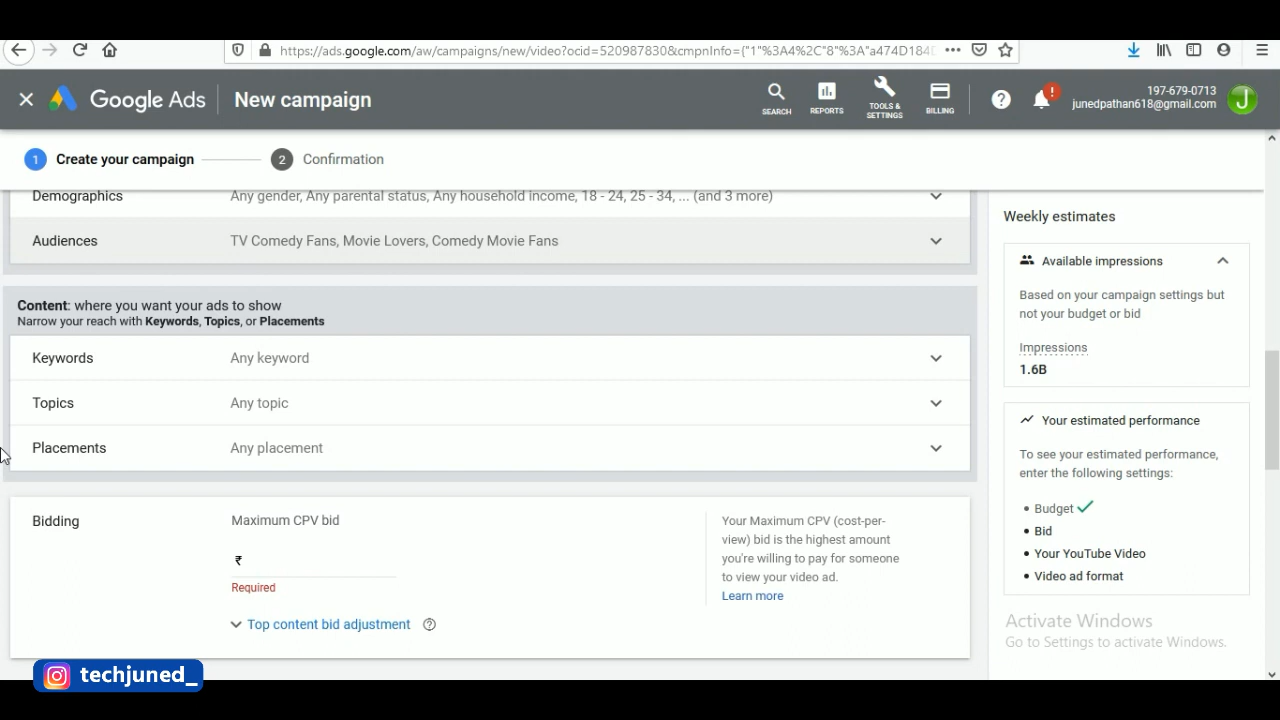 https://ads.google.com/aw/campaigns/new/video?ocid=520987830&cmpnInfo={"1"%3A4%2C"8"%3A"a474D184D
Google Ads
New campaign
SEARCH
REPORTS
TOOLS & SETTINGS
BILLING
197-679-0713
junedpathan618@gmail.com
J
1 Create your campaign
2 Confirmation
Demographics Any gender, Any parental status, Any household income, 18 - 24, 25 - 34, ... (and 3 more)
Audiences TV Comedy Fans, Movie Lovers, Comedy Movie Fans
Content: where you want your ads to show
Narrow your reach with Keywords, Topics, or Placements
Keywords Any keyword
Topics Any topic
Placements Any placement
Bidding Maximum CPV bid
₹
Required
Top content bid adjustment
Your Maximum CPV (cost-per-
view) bid is the highest amount
you're willing to pay for someone
to view your video ad.
Learn more
Weekly estimates
Available impressions
Based on your campaign settings but
not your budget or bid
Impressions
1.6B
Your estimated performance
To see your estimated performance,
enter the following settings:
• Budget
• Bid
• Your YouTube Video
• Video ad format
Activate Windows
Go to Settings to activate Windows.
techjuned_